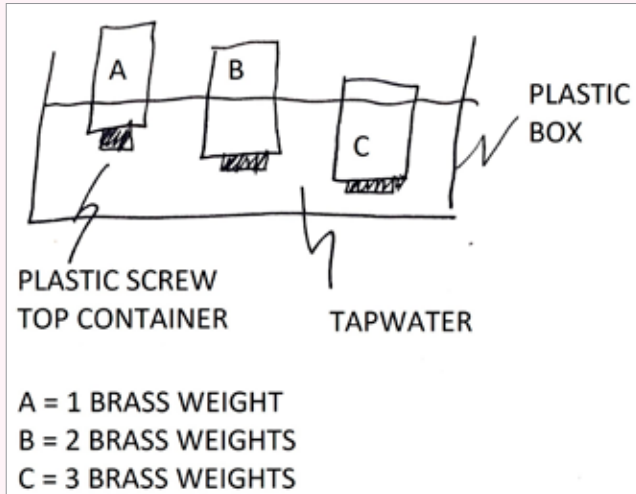 A
B
C
PLASTIC
BOX
PLASTIC SCREW
TOP CONTAINER
TAPWATER
A = 1 BRASS WEIGHT
B = 2 BRASS WEIGHTS
C = 3 BRASS WEIGHTS